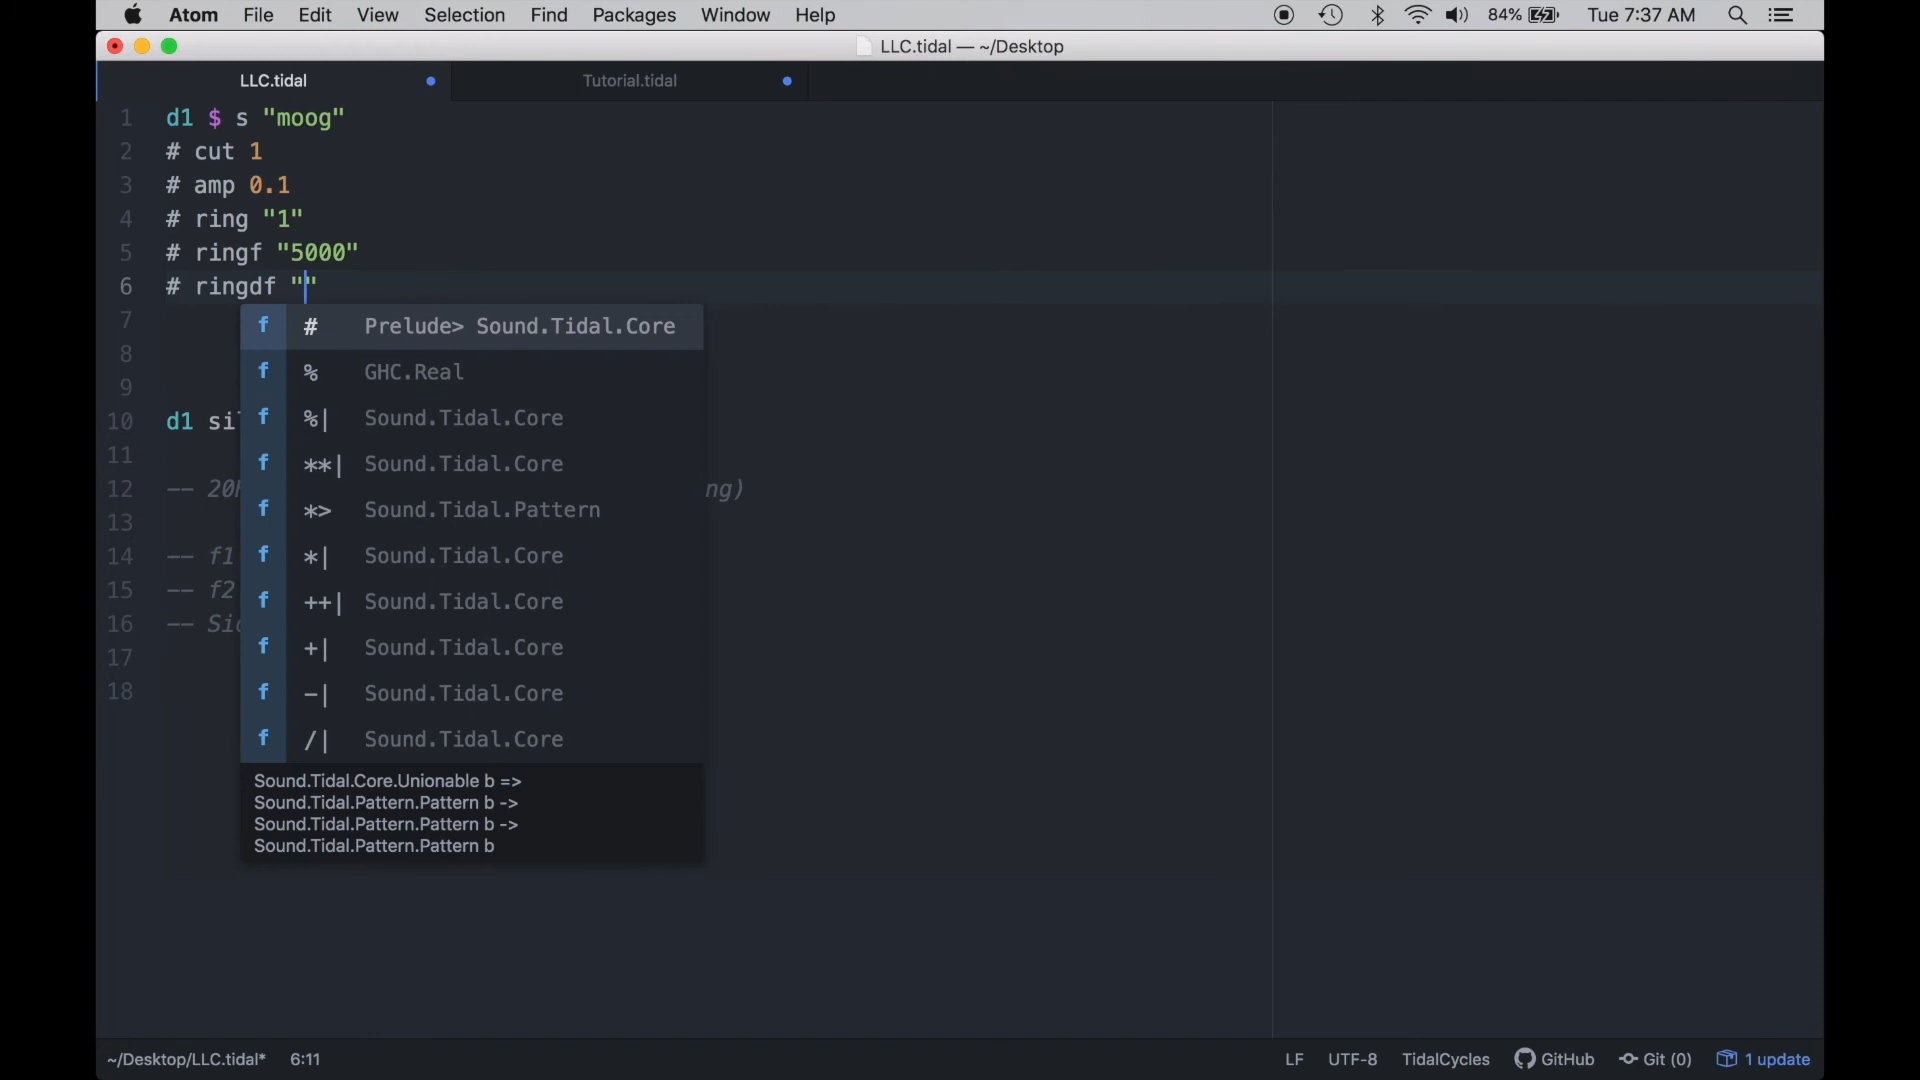 Atom File Edit View Selection Find Packages Window Help 84% Tue 7:37 AM
LLC.tidal — ~/Desktop
LLC.tidal Tutorial.tidal
1 d1 $ s "moog"
2 # cut 1
3 # amp 0.1
4 # ring "1"
5 # ringf "5000"
6 # ringdf ""
7
8
9
10 d1
11
12 --
13
14 -- f1
15 -- f2
16 --
17
18
f # Prelude> Sound.Tidal.Core
f % GHC.Real
f %| Sound.Tidal.Core
f **| Sound.Tidal.Core
f *> Sound.Tidal.Pattern
f *| Sound.Tidal.Core
f ++| Sound.Tidal.Core
f +| Sound.Tidal.Core
f -| Sound.Tidal.Core
f /| Sound.Tidal.Core
Sound.Tidal.Core.Unionable b =>
Sound.Tidal.Pattern.Pattern b ->
Sound.Tidal.Pattern.Pattern b ->
Sound.Tidal.Pattern.Pattern b
~/Desktop/LLC.tidal* 6:11 LF UTF-8 TidalCycles GitHub Git (0) 1 update